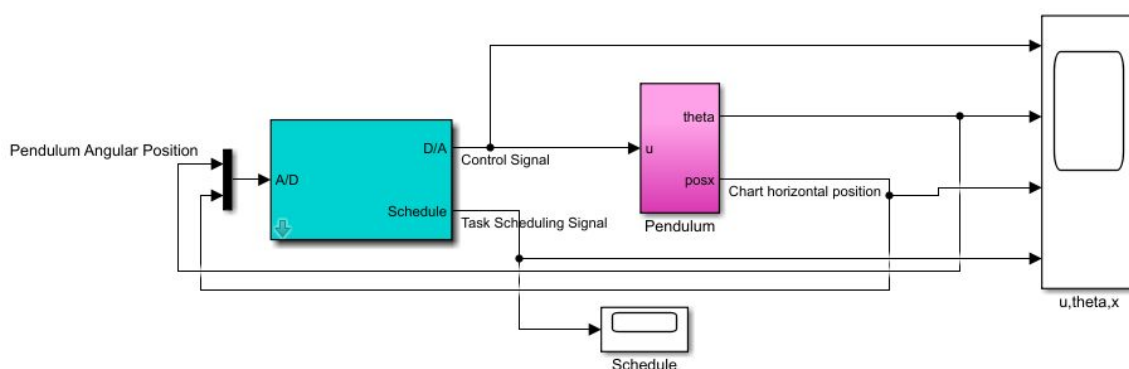 Pendulum Angular Position
A/D
D/A
Schedule
Control Signal
Task Scheduling Signal
u
theta
posx
Pendulum
Chart horizontal position
u,theta,x
Schedule